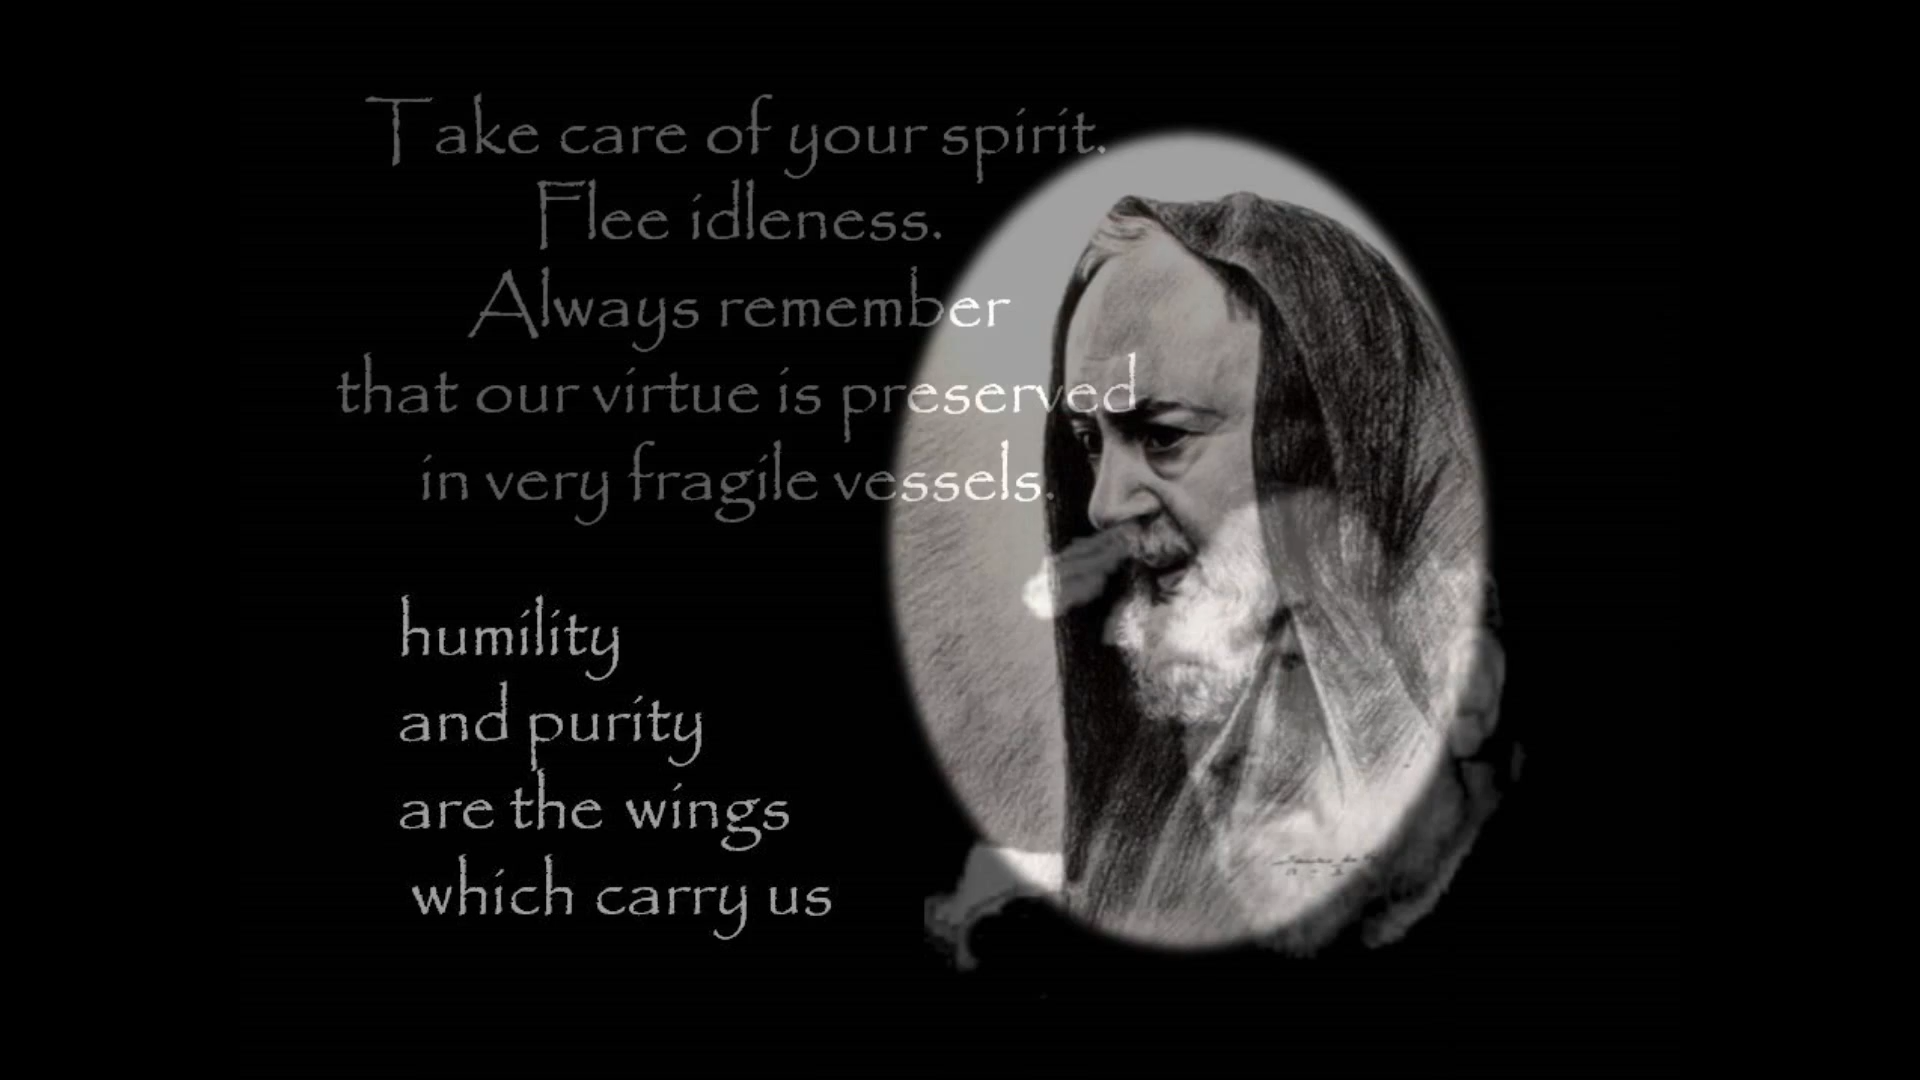 Take care of your spirit.
Flee idleness.
Always remember
that our virtue is preserved
in very fragile vessels.
humility
and purity
are the wings
which carry us